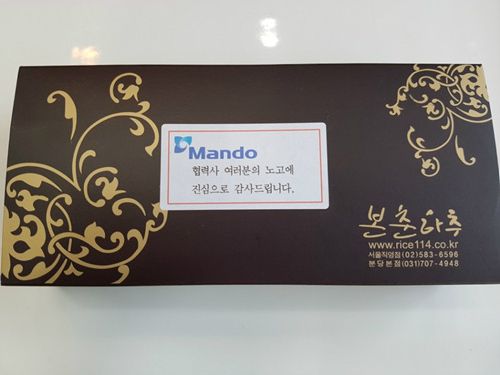 Mando
협력사 여러분의 노고에
진심으로 감사드립니다.
본춘하추
www.rice114.co.kr
서울직영점 (02)583-6596
분당본점 (031)707-4948